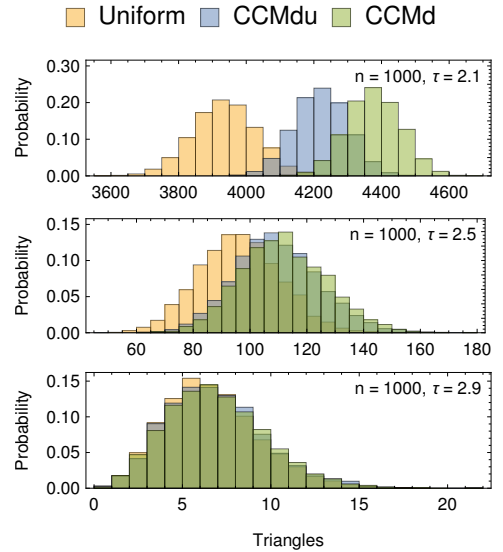 Uniform CCMdu CCMd
n = 1000, τ = 2.1
Probability
0.30
0.20
0.10
0.00
3600 3800 4000 4200 4400 4600
n = 1000, τ = 2.5
Probability
0.15
0.10
0.05
0.00
60 80 100 120 140 160 180
n = 1000, τ = 2.9
Probability
0.15
0.10
0.05
0.00
0 5 10 15 20
Triangles